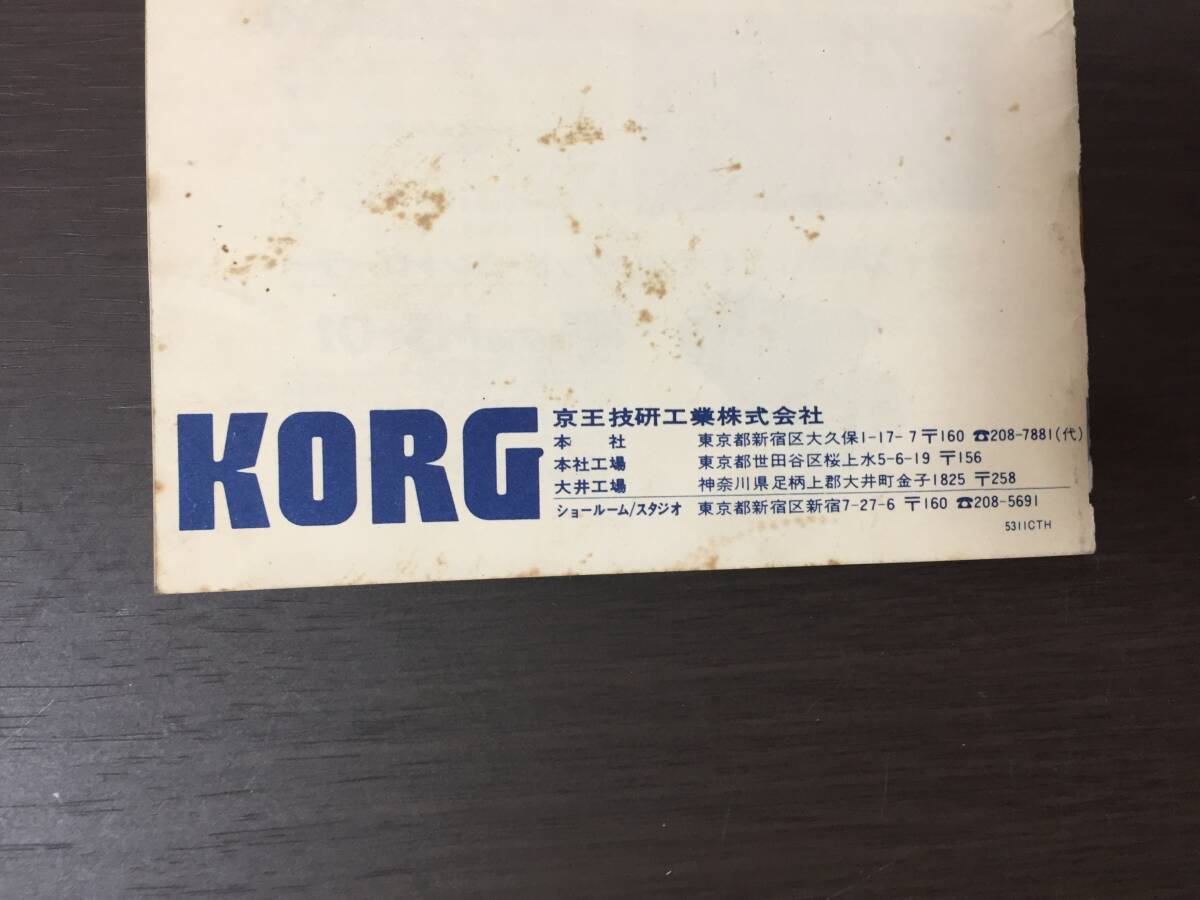 KORG
京王技研工業株式会社
本社 東京都新宿区大久保1-17-7 〒160 ☎208-7881(代)
本社工場 東京都世田谷区桜上水5-6-19 〒156
大井工場 神奈川県足柄上郡大井町金子1825 〒258
ショールーム/スタジオ 東京都新宿区新宿7-27-6 〒160 ☎208-5691
5311CTH